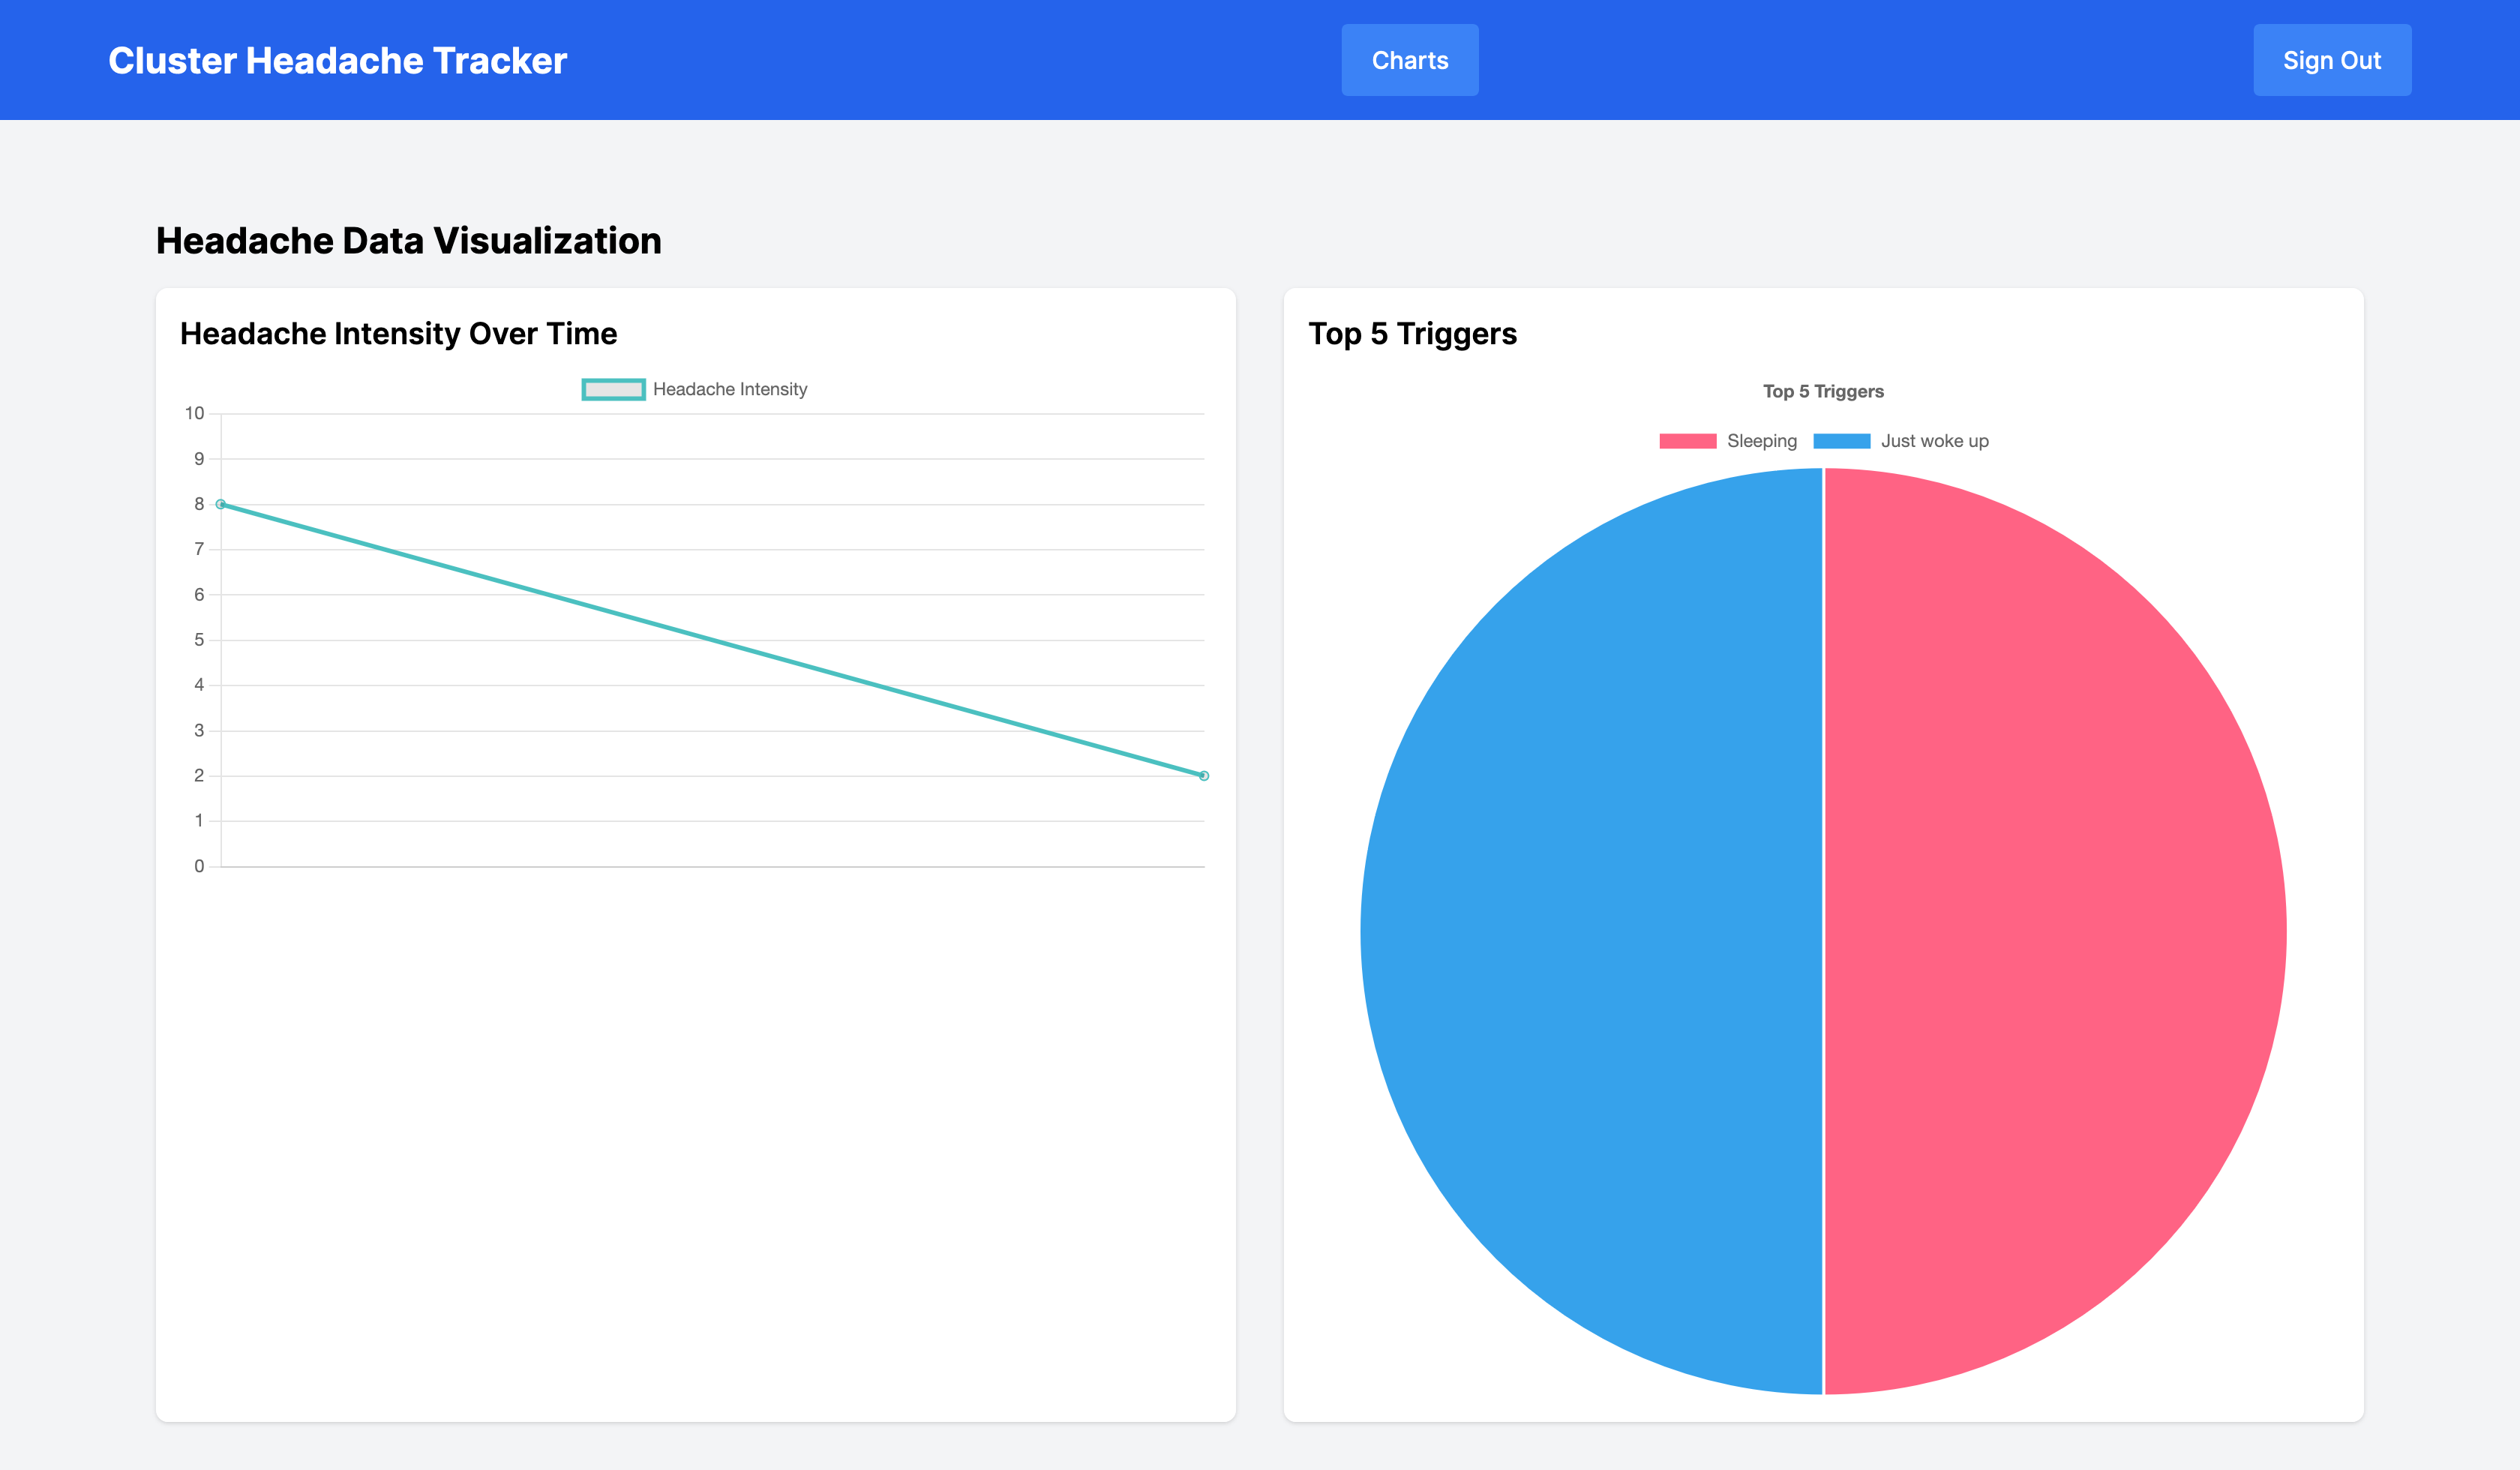 Cluster Headache Tracker
Charts
Sign Out
Headache Data Visualization
Headache Intensity Over Time
Headache Intensity
10
9
8
7
6
5
4
3
2
1
0
Top 5 Triggers
Top 5 Triggers
Sleeping
Just woke up